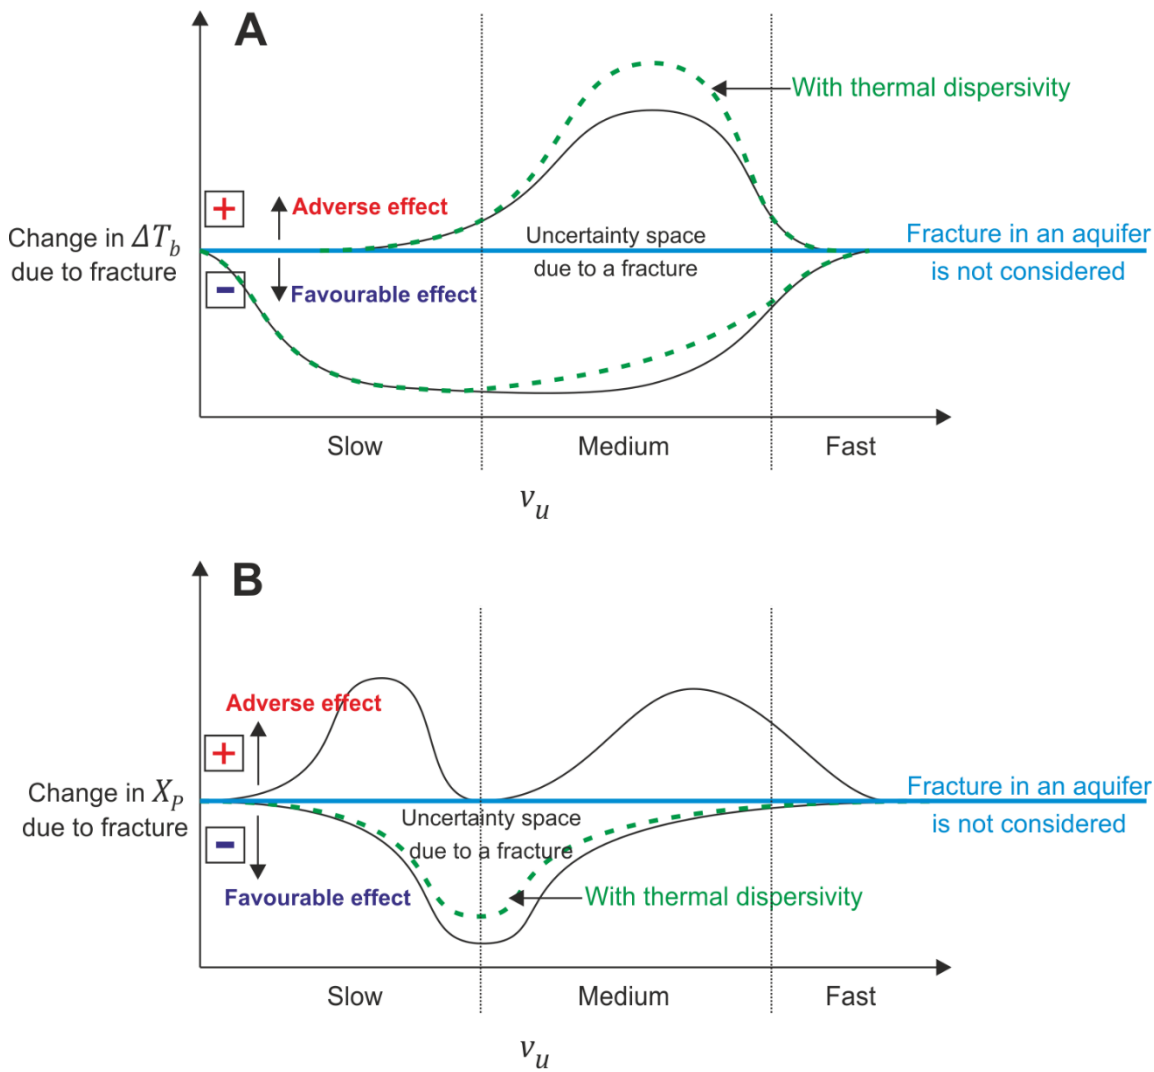 A
With thermal dispersivity
+
Adverse effect
Change in ΔT_b
due to fracture
Uncertainty space
due to a fracture
Fracture in an aquifer
is not considered
-
Favourable effect
Slow
Medium
Fast
v_u
B
Adverse effect
+
Change in X_P
due to fracture
Uncertainty space
due to a fracture
Fracture in an aquifer
is not considered
-
Favourable effect
With thermal dispersivity
Slow
Medium
Fast
v_u